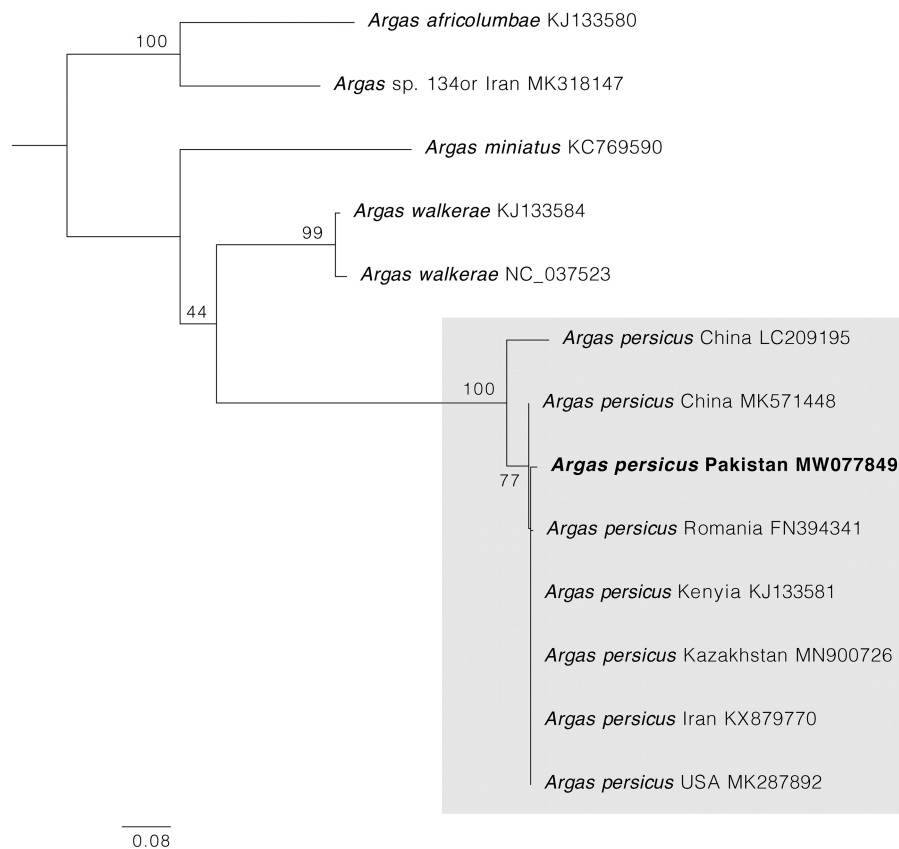 Argas africolumbae KJ133580
100
Argas sp. 134or Iran MK318147
Argas miniatus KC769590
Argas walkerae KJ133584
99
Argas walkerae NC_037523
44
Argas persicus China LC209195
100
Argas persicus China MK571448
Argas persicus Pakistan MW077849
77
Argas persicus Romania FN394341
Argas persicus Kenyia KJ133581
Argas persicus Kazakhstan MN900726
Argas persicus Iran KX879770
Argas persicus USA MK287892
0.08